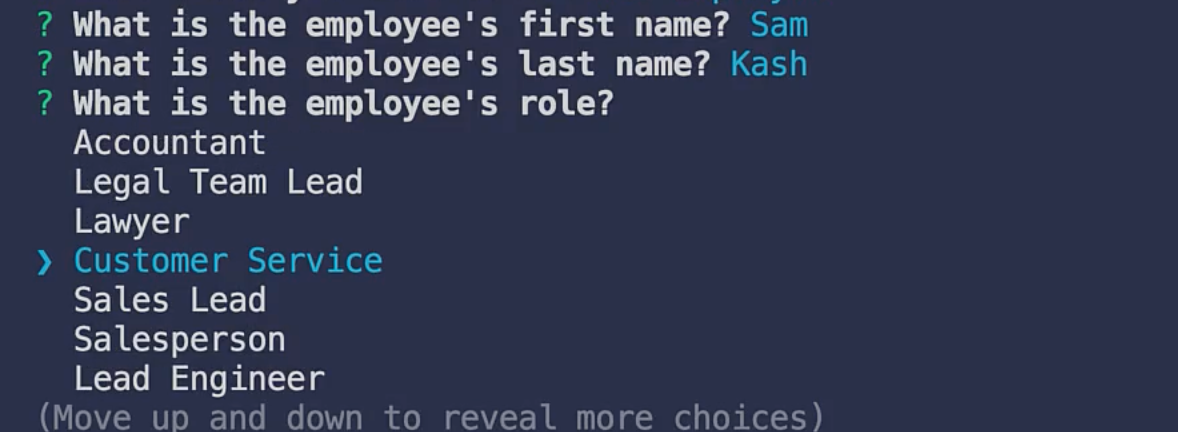 ? What is the employee's first name? Sam
? What is the employee's last name? Kash
? What is the employee's role?
Accountant
Legal Team Lead
Lawyer
❯ Customer Service
Sales Lead
Salesperson
Lead Engineer
(Move up and down to reveal more choices)